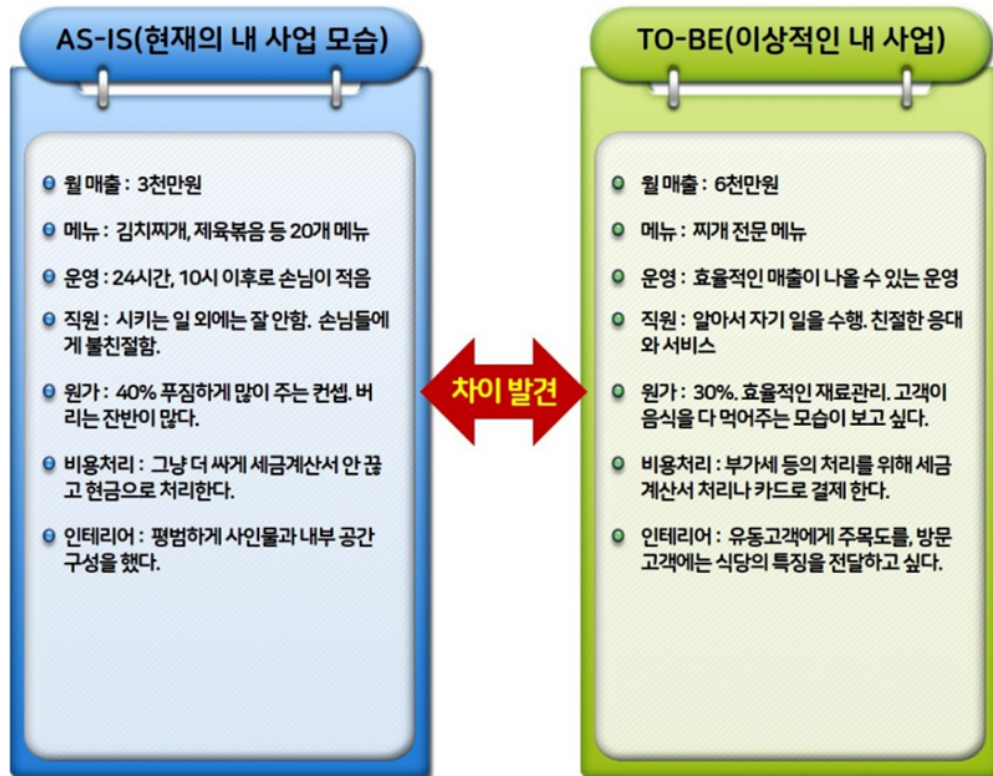 AS-IS(현재의 내 사업 모습)
월 매출 : 3천만원
메뉴 : 김치찌개, 제육볶음 등 20개 메뉴
운영 : 24시간, 10시 이후로 손님이 적음
직원 : 시키는 일 외에는 잘 안함. 손님들에
게 불친절함.
원가 : 40% 푸짐하게 많이 주는 컨셉. 버
리는 잔반이 많다.
비용처리 : 그냥 더 싸게 세금계산서 안 끊
고 현금으로 처리한다.
인테리어 : 평범하게 사인물과 내부 공간
구성을 했다.
차이 발견
TO-BE(이상적인 내 사업)
월 매출 : 6천만원
메뉴 : 찌개 전문 메뉴
운영 : 효율적인 매출이 나올 수 있는 운영
직원 : 알아서 자기 일을 수행. 친절한 응대
와 서비스
원가 : 30%. 효율적인 재료관리. 고객이
음식을 다 먹어주는 모습이 보고 싶다.
비용처리 : 부가세 등의 처리를 위해 세금
계산서 처리나 카드로 결제 한다.
인테리어 : 유동고객에게 주목도를, 방문
고객에는 식당의 특징을 전달하고 싶다.